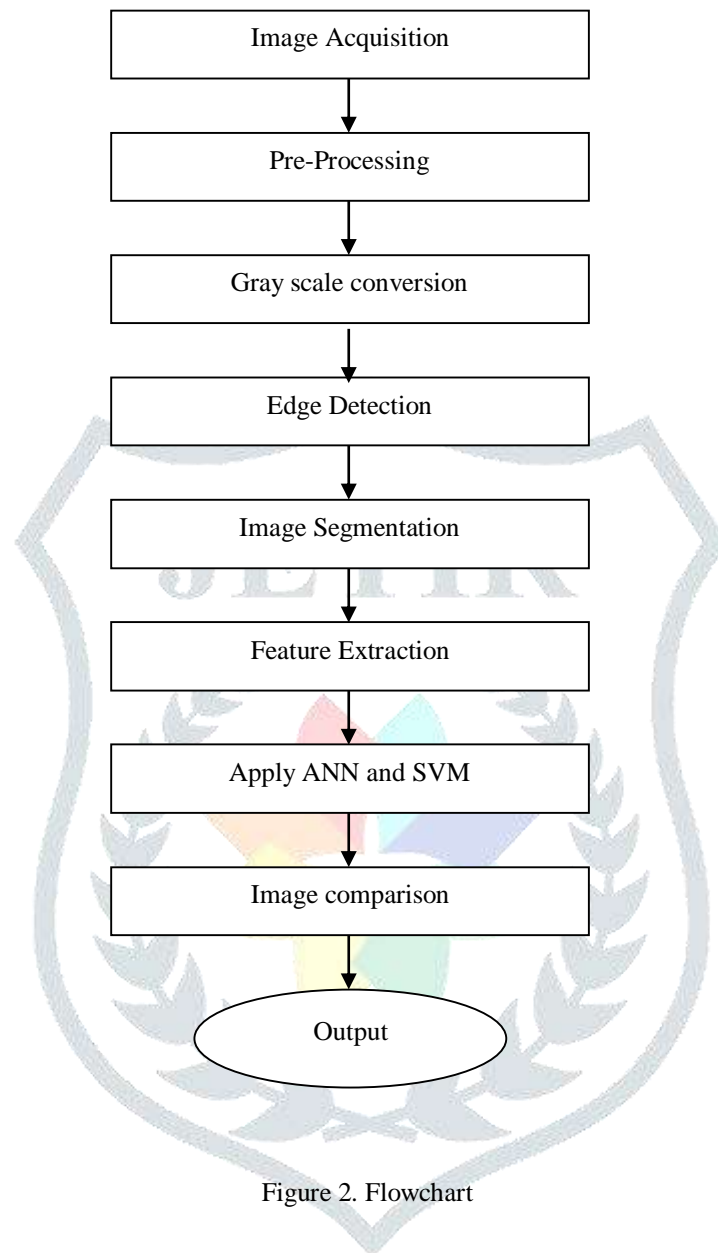 Image Acquisition
Pre-Processing
Gray scale conversion
Edge Detection
Image Segmentation
JETIR
Feature Extraction
Apply ANN and SVM
Image comparison
Output
Figure 2. Flowchart